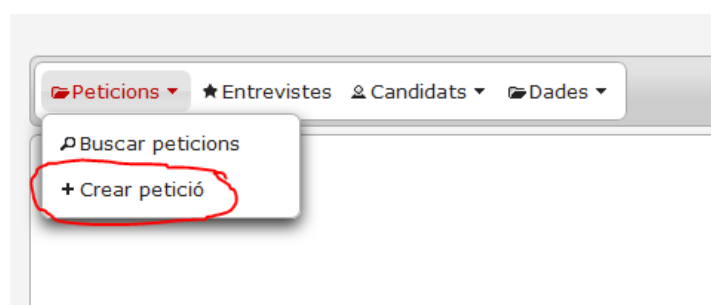 Peticions Entrevistes Candidats Dades
Buscar peticions
Crear petició